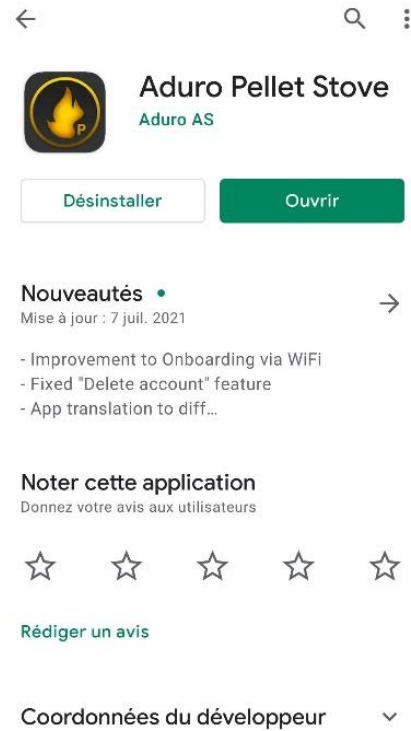 Aduro Pellet Stove
Aduro AS
P
Désinstaller
Ouvrir
Nouveautés •
Mise à jour : 7 juil. 2021
- Improvement to Onboarding via WiFi
- Fixed "Delete account" feature
- App translation to diff…
Noter cette application
Donnez votre avis aux utilisateurs
Rédiger un avis
Coordonnées du développeur